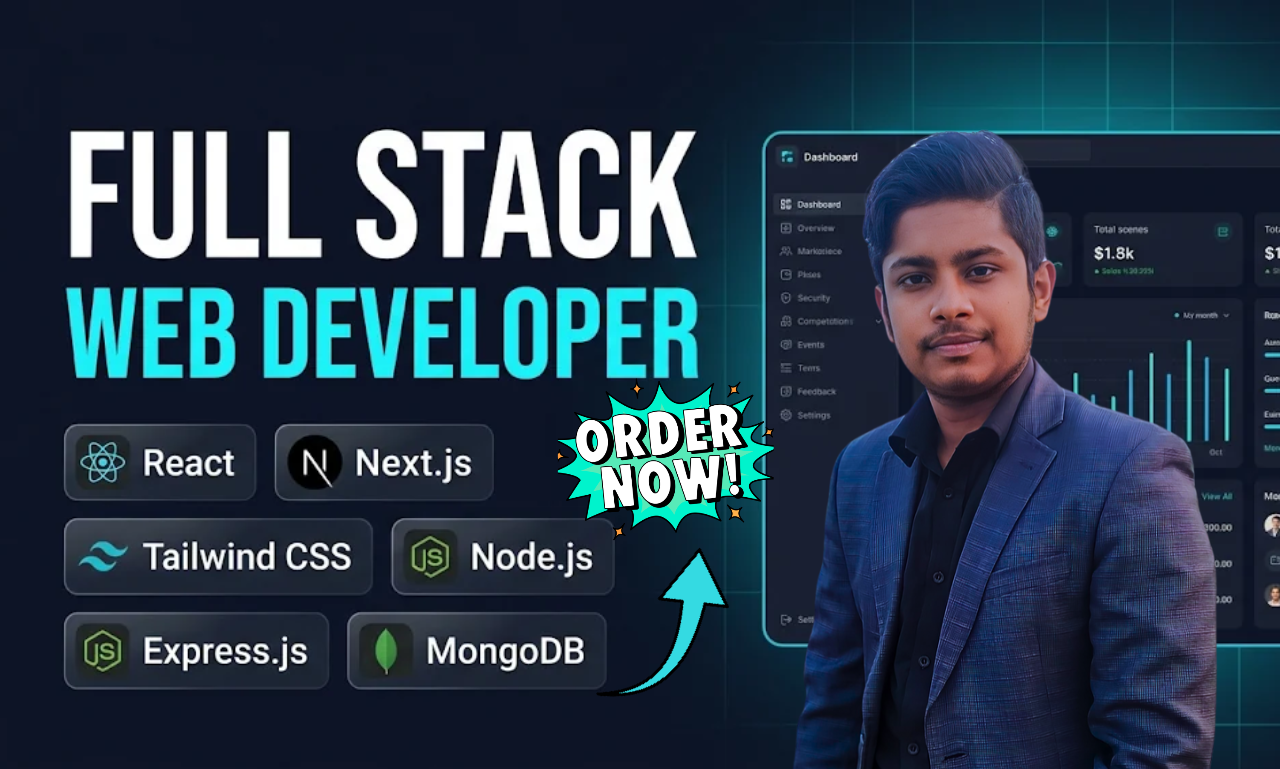 FULL STACK
WEB DEVELOPER
React
Next.js
Tailwind CSS
Node.js
Express.js
MongoDB
ORDER
NOW!
Dashboard
Dashboard
Overview
Security
Events
Feedback
Settings
Total scenes
$1.8k
My month
Oct
View All